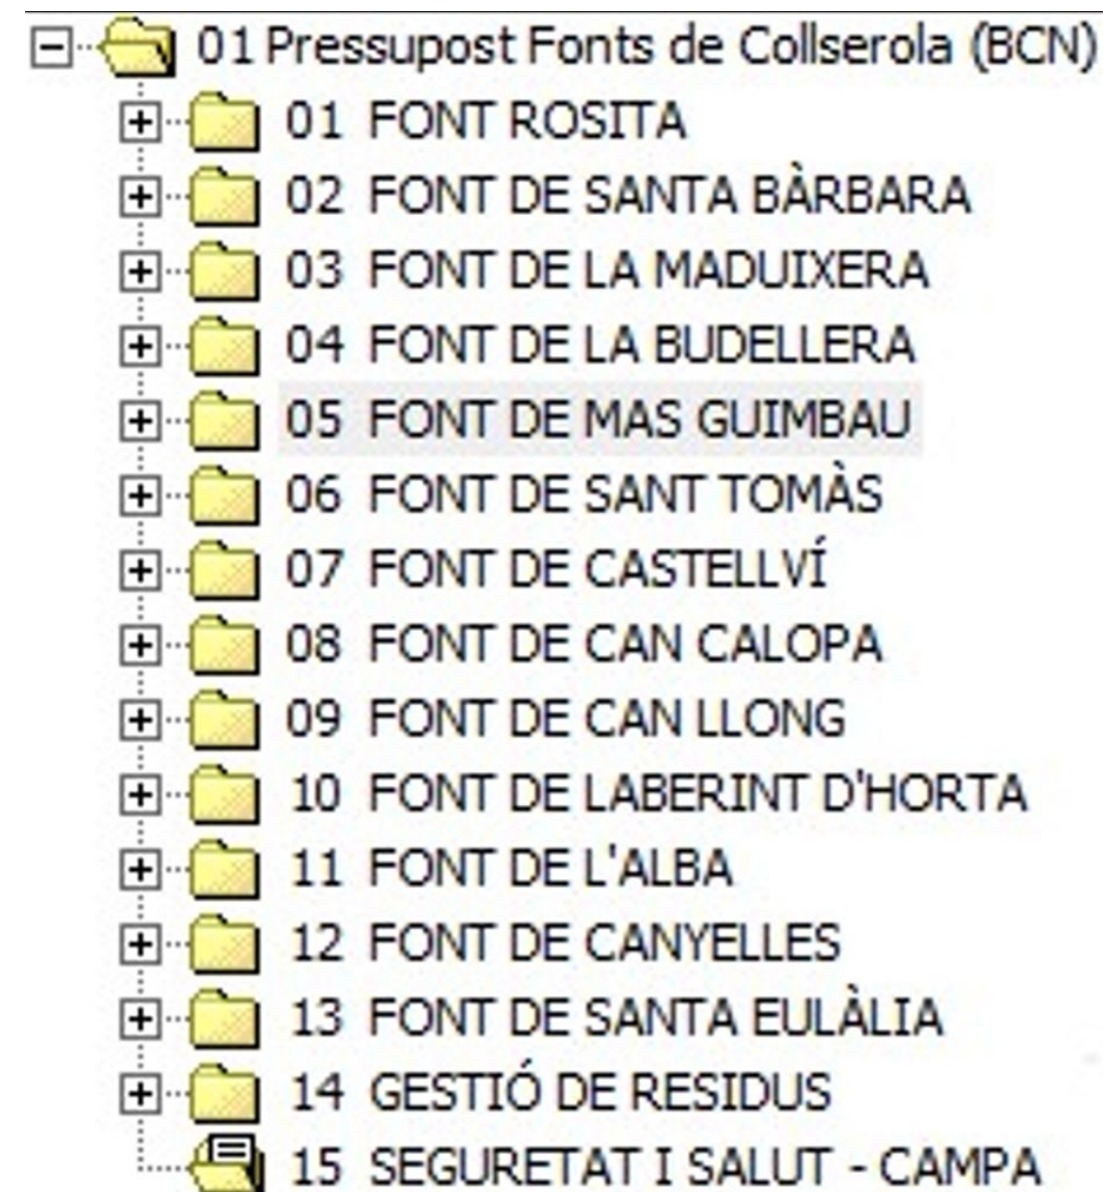 01 Pressupost Fonts de Collserola (BCN)
01 FONT ROSITA
02 FONT DE SANTA BÀRBARA
03 FONT DE LA MADUIXERA
04 FONT DE LA BUDELLERA
05 FONT DE MAS GUIMBAU
06 FONT DE SANT TOMÀS
07 FONT DE CASTELLVÍ
08 FONT DE CAN CALOPA
09 FONT DE CAN LLONG
10 FONT DE LABERINT D'HORTA
11 FONT DE L'ALBA
12 FONT DE CANYELLES
13 FONT DE SANTA EULÀLIA
14 GESTIÓ DE RESIDUS
15 SEGURETAT I SALUT - CAMPA